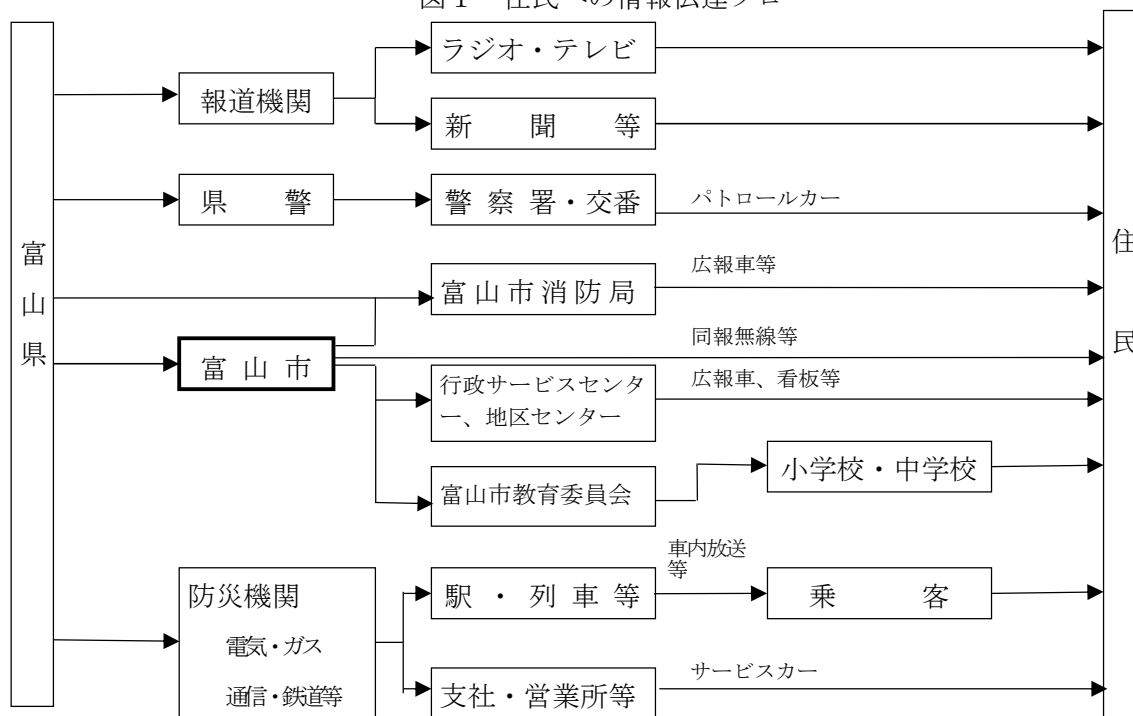 図1 住民への情報伝達フロー
ラジオ・テレビ
報道機関
新聞等
県警
警察署・交番
パトロールカー
富山県
住民
富山市消防局
広報車等
富山市
同報無線等
行政サービスセンタ
ー、地区センター
広報車、看板等
富山市教育委員会
小学校・中学校
防災機関
電気・ガス
通信・鉄道等
駅・列車等
車内放送
等
乗客
支社・営業所等
サービスカー